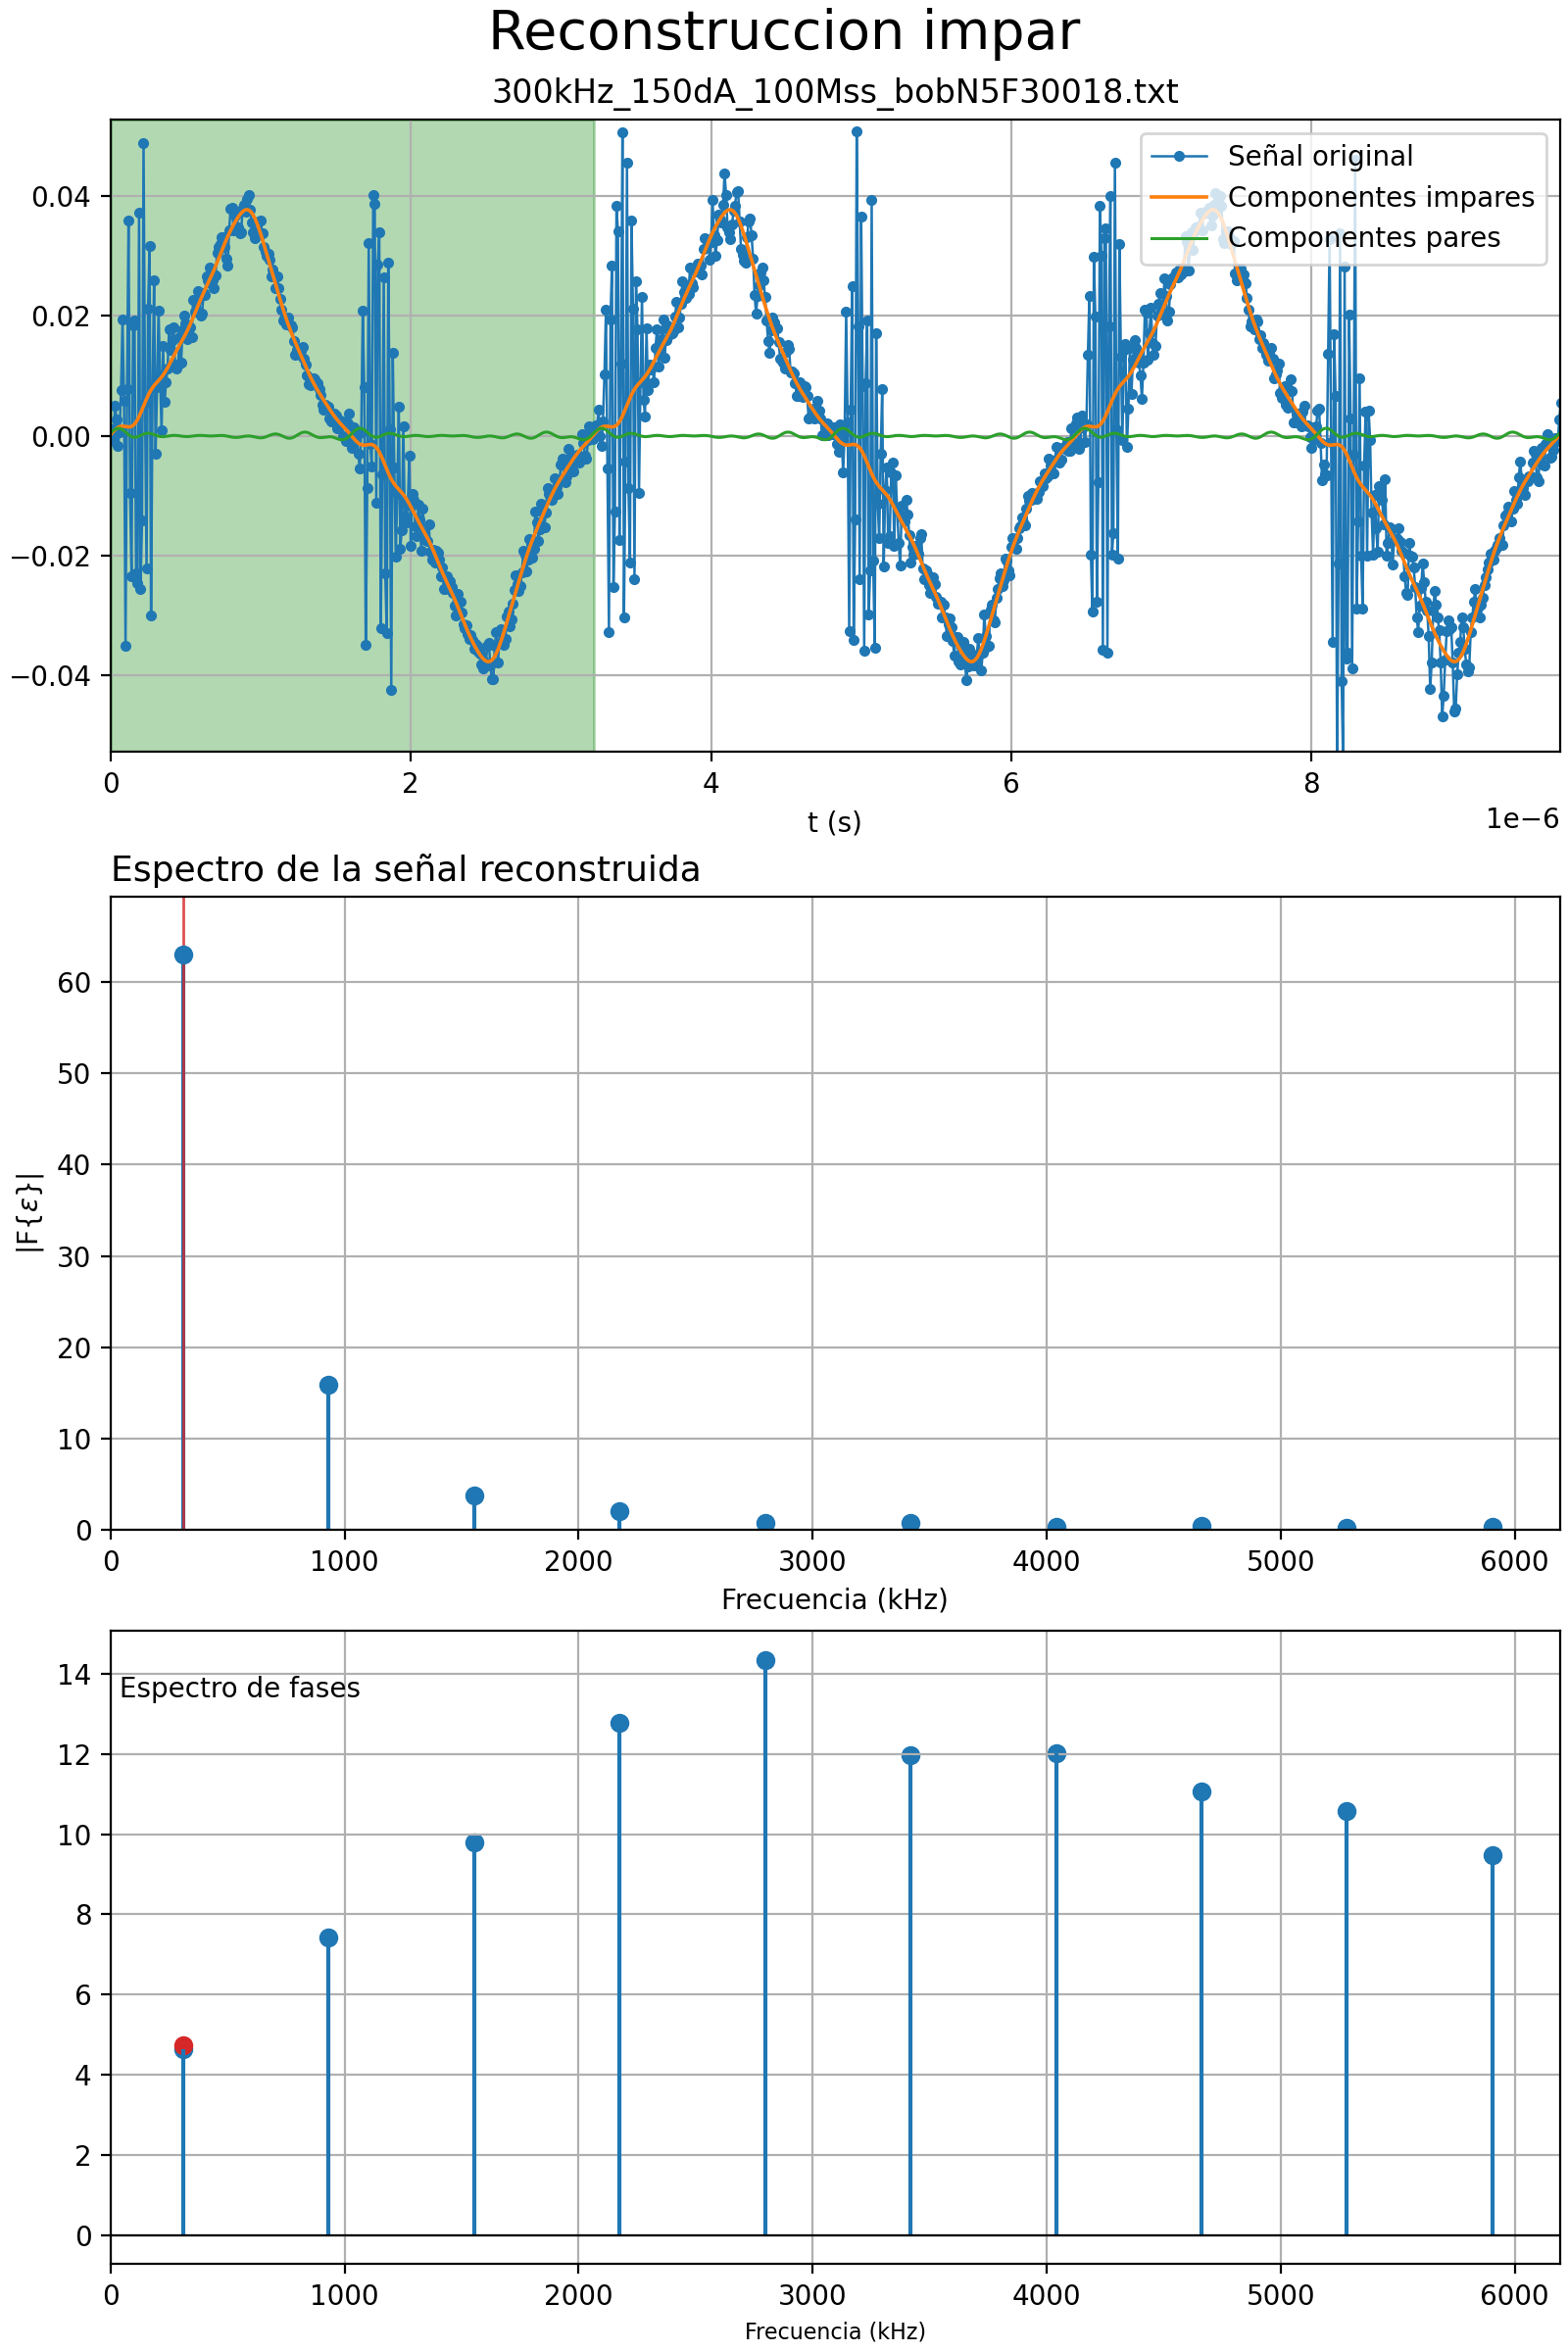 Reconstruccion impar
300kHz_150dA_100Mss_bobN5F30018.txt
Señal original
Componentes impares
Componentes pares
0.04
0.02
0.00
−0.02
−0.04
0 2 4 6 8
t (s)
1e−6
Espectro de la señal reconstruida
60
50
40
30
20
10
0
|F{ε}|
0 1000 2000 3000 4000 5000 6000
Frecuencia (kHz)
14
Espectro de fases
12
10
8
6
4
2
0
0 1000 2000 3000 4000 5000 6000
Frecuencia (kHz)